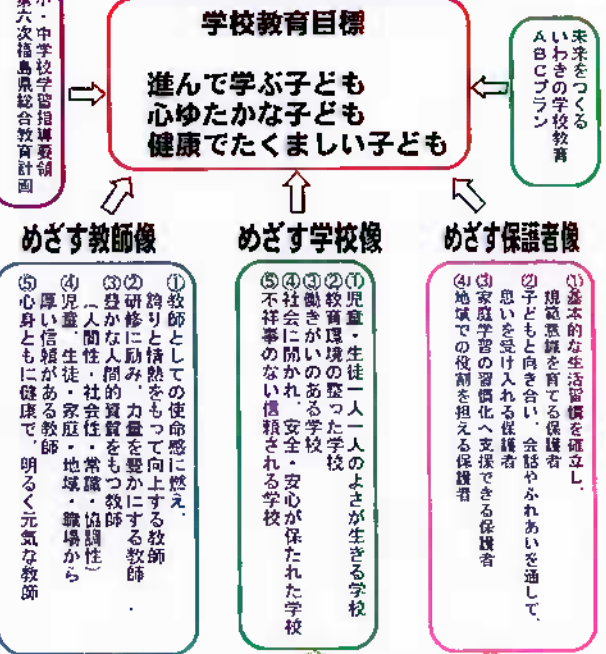 学校教育目標
進んで学ぶ子ども
心ゆたかな子ども
健康でたくましい子ども
小・中学校学習指導要領
第六次福島県総合教育計画
未来をつくる
いわきの学校教育
ABCプラン
めざす教師像
①教師としての使命感に燃え、
誇りと情熱をもって向上する教師
②研修に励み、力量を豊かにする教師
③豊かな人間的資質をもつ教師
(人間性・社会性・常識・協調性)
④児童、生徒・家庭・地域・職場から
厚い信頼がある教師
⑤心身ともに健康で、明るく元気な教師
めざす学校像
①児童・生徒一人一人のよさが生きる学校
②教育環境の整った学校
③働きがいのある学校
④社会に開かれ、安全・安心が保たれた学校
⑤不祥事のない信頼される学校
めざす保護者像
①基本的な生活習慣を確立し、
規範意識を育てる保護者
②子どもと向き合い、会話やふれあいを通して、
思いを受け入れる保護者
③家庭学習の習慣化へ支援できる保護者
④地域での役割を担える保護者